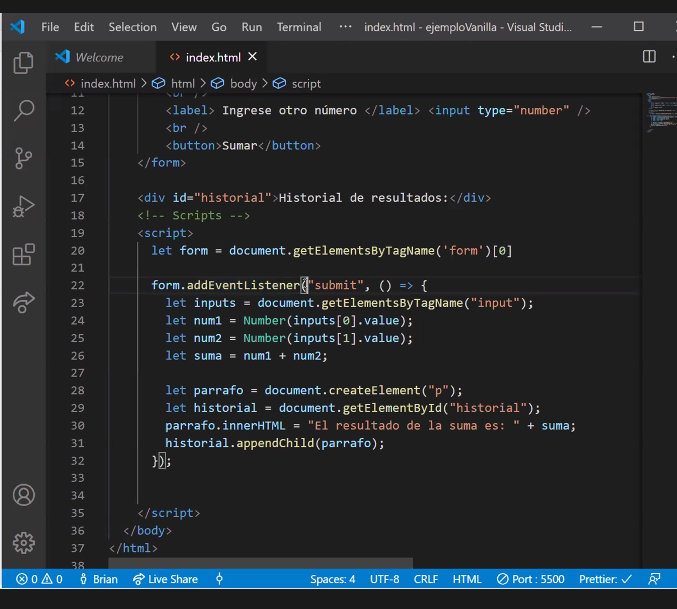 File Edit Selection View Go Run Terminal ··· index.html - ejemploVanilla - Visual Studi...
Welcome <> index.html ×
<> index.html > html > body > script
12 <label> Ingrese otro número </label> <input type="number" />
13 <br />
14 <button>Sumar</button>
15 </form>
16
17 <div id="historial">Historial de resultados:</div>
18 <!-- Scripts -->
19 <script>
20 let form = document.getElementsByTagName('form')[0]
21
22 form.addEventListener("submit", () => {
23 let inputs = document.getElementsByTagName("input");
24 let num1 = Number(inputs[0].value);
25 let num2 = Number(inputs[1].value);
26 let suma = num1 + num2;
27
28 let parrafo = document.createElement("p");
29 let historial = document.getElementById("historial");
30 parrafo.innerHTML = "El resultado de la suma es: " + suma;
31 historial.appendChild(parrafo);
32 });
33
34
35 </script>
36 </body>
37 </html>
38
0 0 Brian Live Share Spaces: 4 UTF-8 CRLF HTML Port : 5500 Prettier: ✓